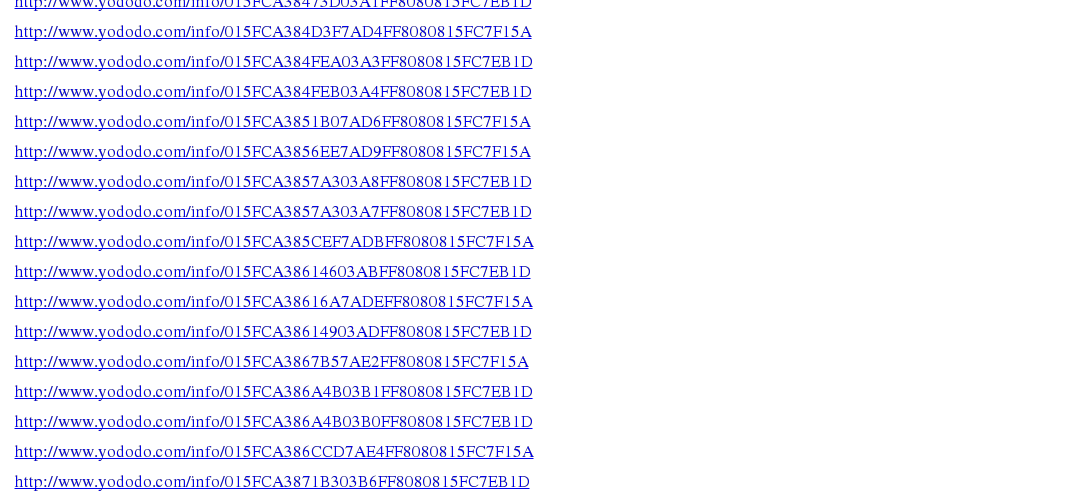 http://www.yododo.com/info/015FCA38473D03A1FF8080815FC7EB1D
http://www.yododo.com/info/015FCA384D3F7AD4FF8080815FC7F15A
http://www.yododo.com/info/015FCA384FEA03A3FF8080815FC7EB1D
http://www.yododo.com/info/015FCA384FEB03A4FF8080815FC7EB1D
http://www.yododo.com/info/015FCA3851B07AD6FF8080815FC7F15A
http://www.yododo.com/info/015FCA3856EE7AD9FF8080815FC7F15A
http://www.yododo.com/info/015FCA3857A303A8FF8080815FC7EB1D
http://www.yododo.com/info/015FCA3857A303A7FF8080815FC7EB1D
http://www.yododo.com/info/015FCA385CEF7ADBFF8080815FC7F15A
http://www.yododo.com/info/015FCA38614603ABFF8080815FC7EB1D
http://www.yododo.com/info/015FCA38616A7ADEFF8080815FC7F15A
http://www.yododo.com/info/015FCA38614903ADFF8080815FC7EB1D
http://www.yododo.com/info/015FCA3867B57AE2FF8080815FC7F15A
http://www.yododo.com/info/015FCA386A4B03B1FF8080815FC7EB1D
http://www.yododo.com/info/015FCA386A4B03B0FF8080815FC7EB1D
http://www.yododo.com/info/015FCA386CCD7AE4FF8080815FC7F15A
http://www.yododo.com/info/015FCA3871B303B6FF8080815FC7EB1D